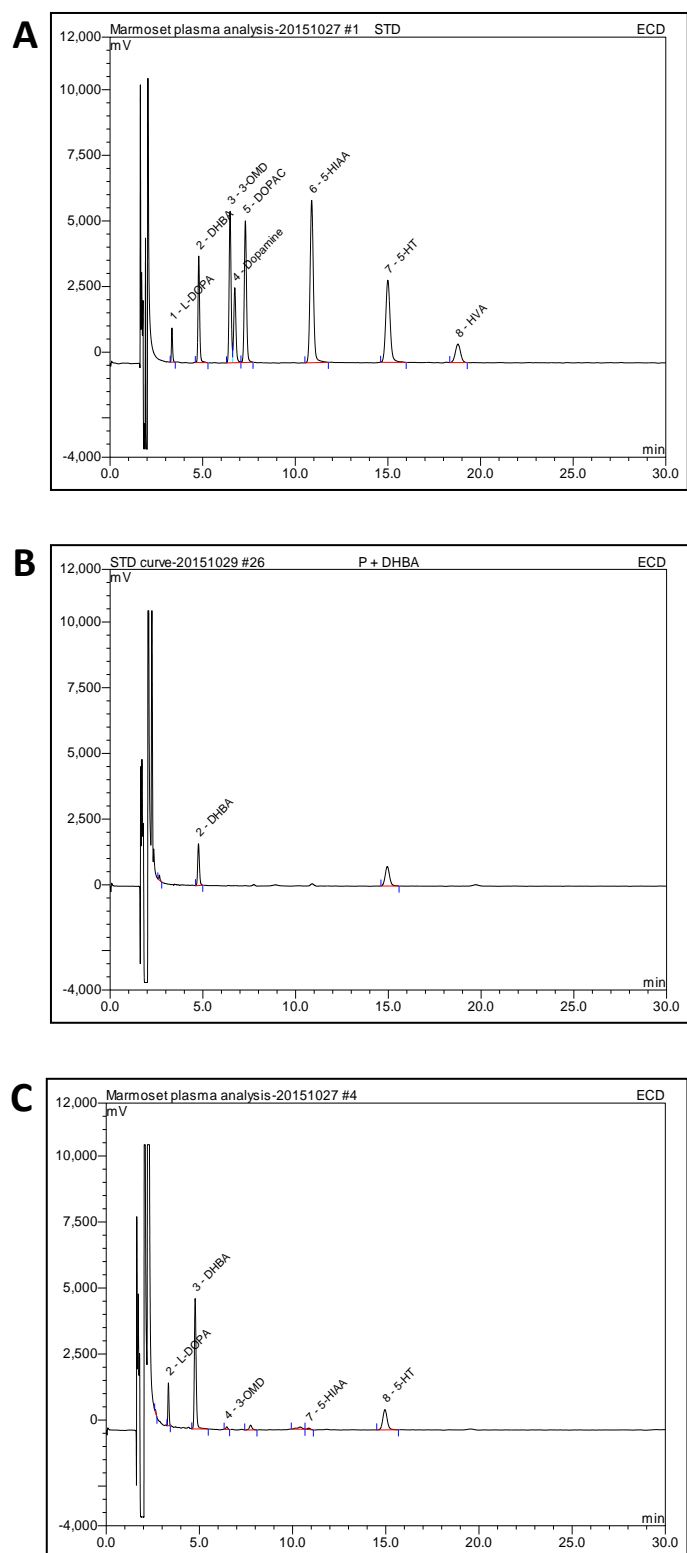 A
Marmoset plasma analysis-20151027 #1 STD ECD
12,000
mV
10,000
7,500
5,000
2,500
0
-4,000
1 - L-DOPA
2 - DHBA
3 - 3-OMD
4 - Dopamine
5 - DOPAC
6 - 5-HIAA
7 - 5-HT
8 - HVA
min
0.0 5.0 10.0 15.0 20.0 25.0 30.0
B
STD curve-20151029 #26 P + DHBA ECD
12,000
mV
10,000
7,500
5,000
2,500
0
-4,000
2 - DHBA
min
0.0 5.0 10.0 15.0 20.0 25.0 30.0
C
Marmoset plasma analysis-20151027 #4 ECD
12,000
mV
10,000
7,500
5,000
2,500
0
-4,000
2 - L-DOPA
3 - DHBA
4 - 3-OMD
7 - 5-HIAA
8 - 5-HT
min
0.0 5.0 10.0 15.0 20.0 25.0 30.0